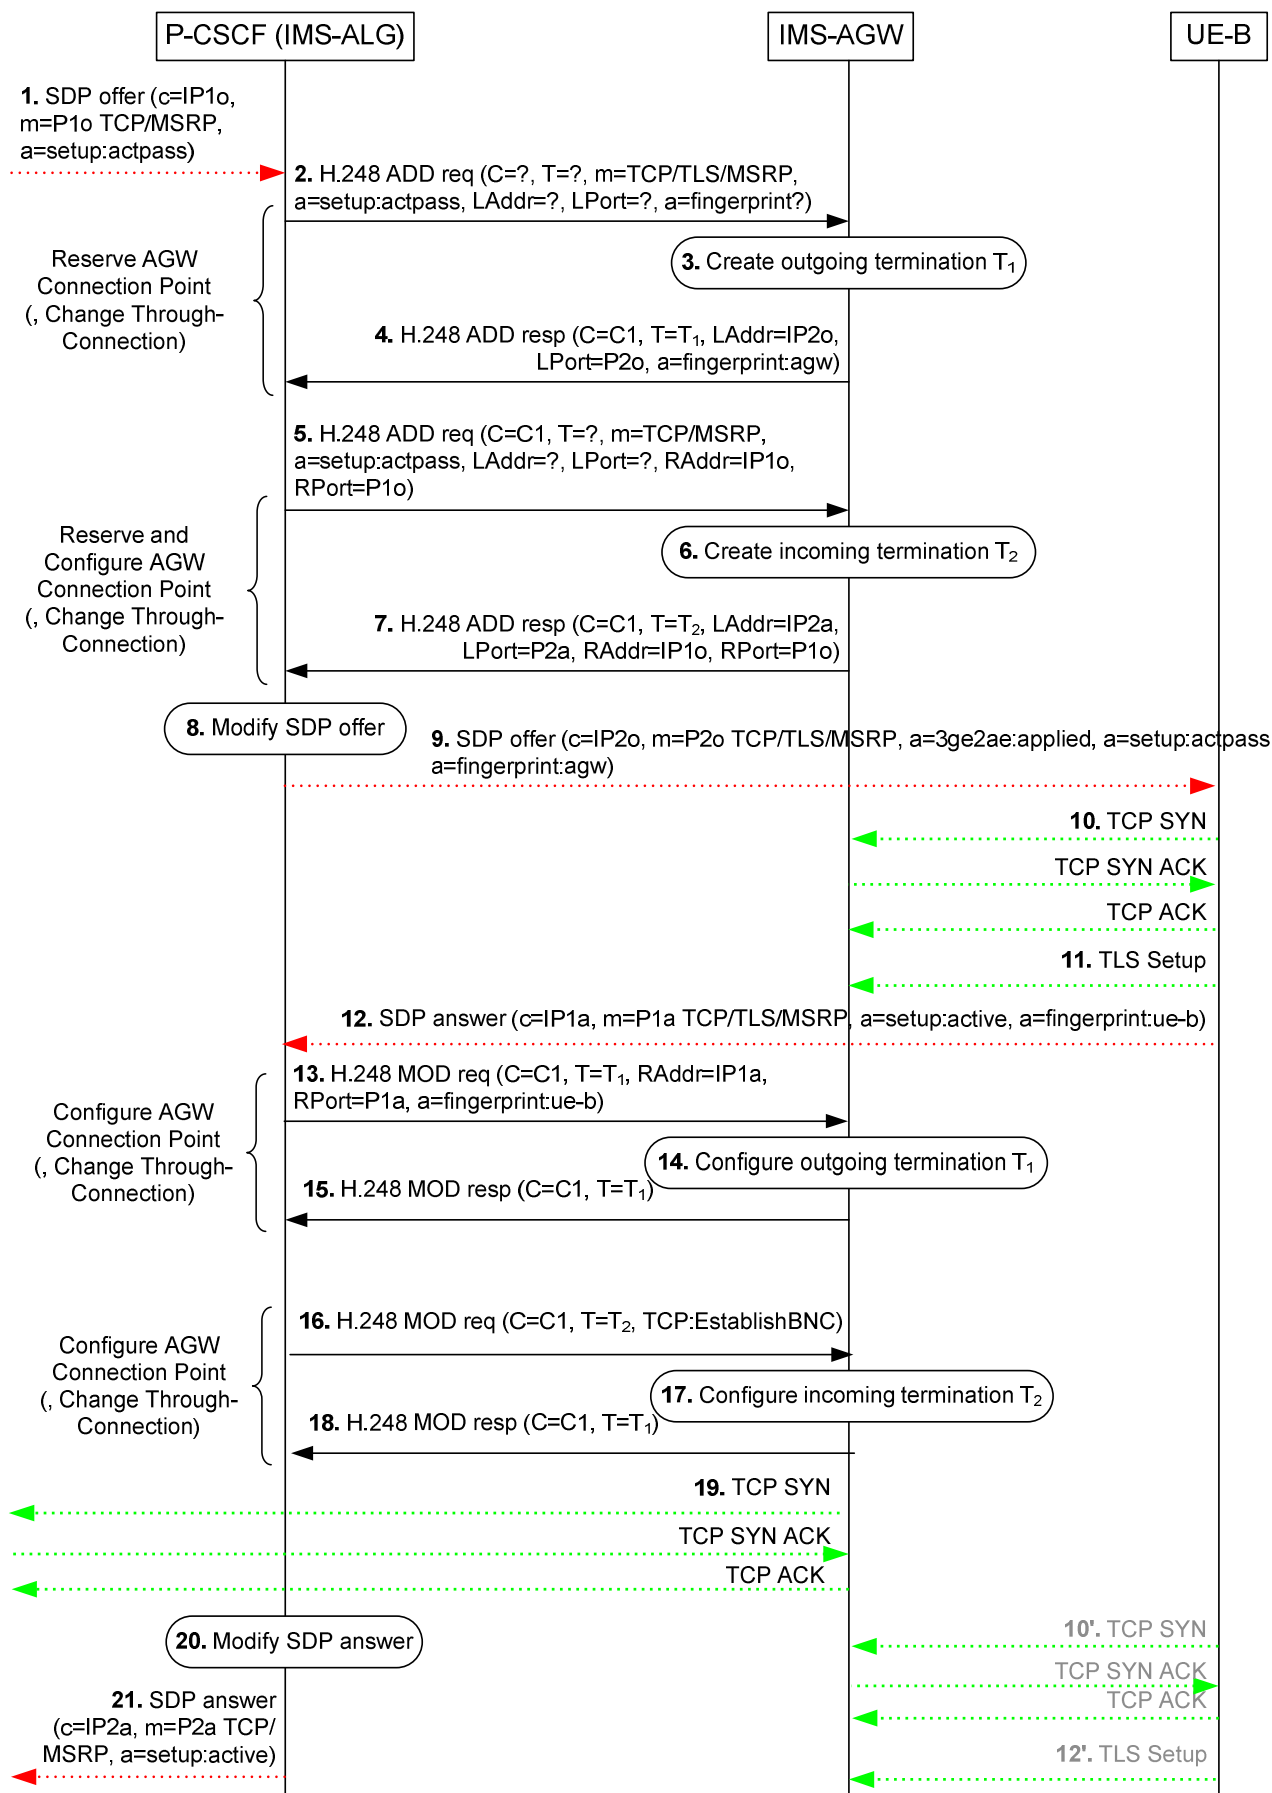 P-CSCF (IMS-ALG)
IMS-AGW
UE-B
1. SDP offer (c=IP1o,
m=P1o TCP/MSRP,
a=setup:actpass)
2. H.248 ADD req (C=?, T=?, m=TCP/TLS/MSRP,
a=setup:actpass, LAddr=?, LPort=?, a=fingerprint?)
Reserve AGW
Connection Point
(, Change Through-
Connection)
3. Create outgoing termination T1
4. H.248 ADD resp (C=C1, T=T1, LAddr=IP2o,
LPort=P2o, a=fingerprint:agw)
5. H.248 ADD req (C=C1, T=?, m=TCP/MSRP,
a=setup:actpass, LAddr=?, LPort=?, RAddr=IP1o,
RPort=P1o)
Reserve and
Configure AGW
Connection Point
(, Change Through-
Connection)
6. Create incoming termination T2
7. H.248 ADD resp (C=C1, T=T2, LAddr=IP2a,
LPort=P2a, RAddr=IP1o, RPort=P1o)
8. Modify SDP offer
9. SDP offer (c=IP2o, m=P2o TCP/TLS/MSRP, a=3ge2ae:applied, a=setup:actpass
a=fingerprint:agw)
10. TCP SYN
TCP SYN ACK
TCP ACK
11. TLS Setup
12. SDP answer (c=IP1a, m=P1a TCP/TLS/MSRP, a=setup:active, a=fingerprint:ue-b)
13. H.248 MOD req (C=C1, T=T1, RAddr=IP1a,
RPort=P1a, a=fingerprint:ue-b)
Configure AGW
Connection Point
(, Change Through-
Connection)
14. Configure outgoing termination T1
15. H.248 MOD resp (C=C1, T=T1)
16. H.248 MOD req (C=C1, T=T2, TCP:EstablishBNC)
Configure AGW
Connection Point
(, Change Through-
Connection)
17. Configure incoming termination T2
18. H.248 MOD resp (C=C1, T=T1)
19. TCP SYN
TCP SYN ACK
TCP ACK
20. Modify SDP answer
10'. TCP SYN
TCP SYN ACK
TCP ACK
21. SDP answer
(c=IP2a, m=P2a TCP/
MSRP, a=setup:active)
12'. TLS Setup